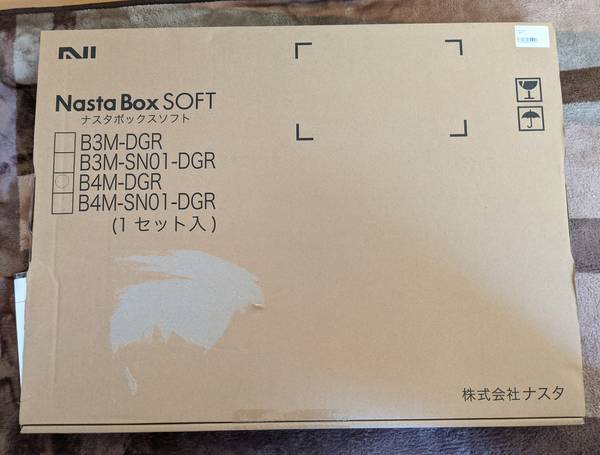 Nasta Box SOFT
ナスタボックスソフト
B3M-DGR
B3M-SN01-DGR
B4M-DGR
B4M-SN01-DGR
(1 セット入)
株式会社ナスタ